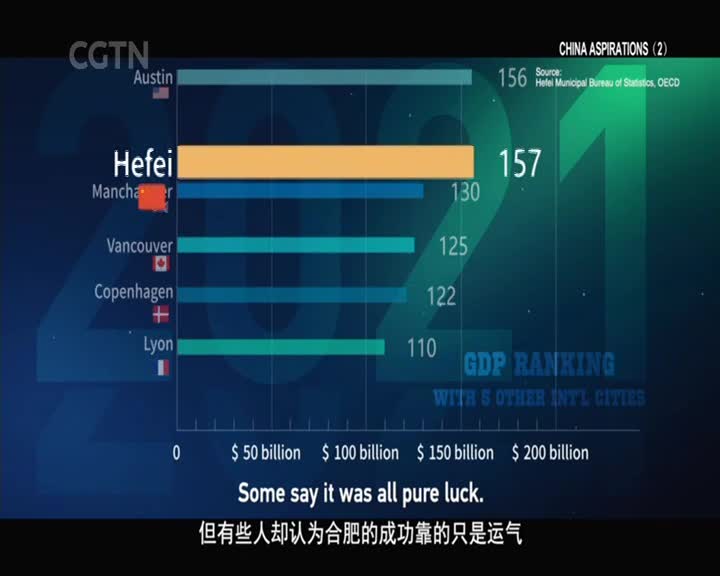 CGTN
CHINA ASPIRATIONS (2)
Austin
156
Source:
Hefei Municipal Bureau of Statistics, OECD
2021
Hefei
157
130
Vancouver
125
Copenhagen
122
Lyon
110
GDP RANKING
WITH 5 OTHER INT'L CITIES
0
$ 50 billion
$ 100 billion
$ 150 billion
$ 200 billion
Some say it was all pure luck.
但有些人却认为合肥的成功靠的只是运气